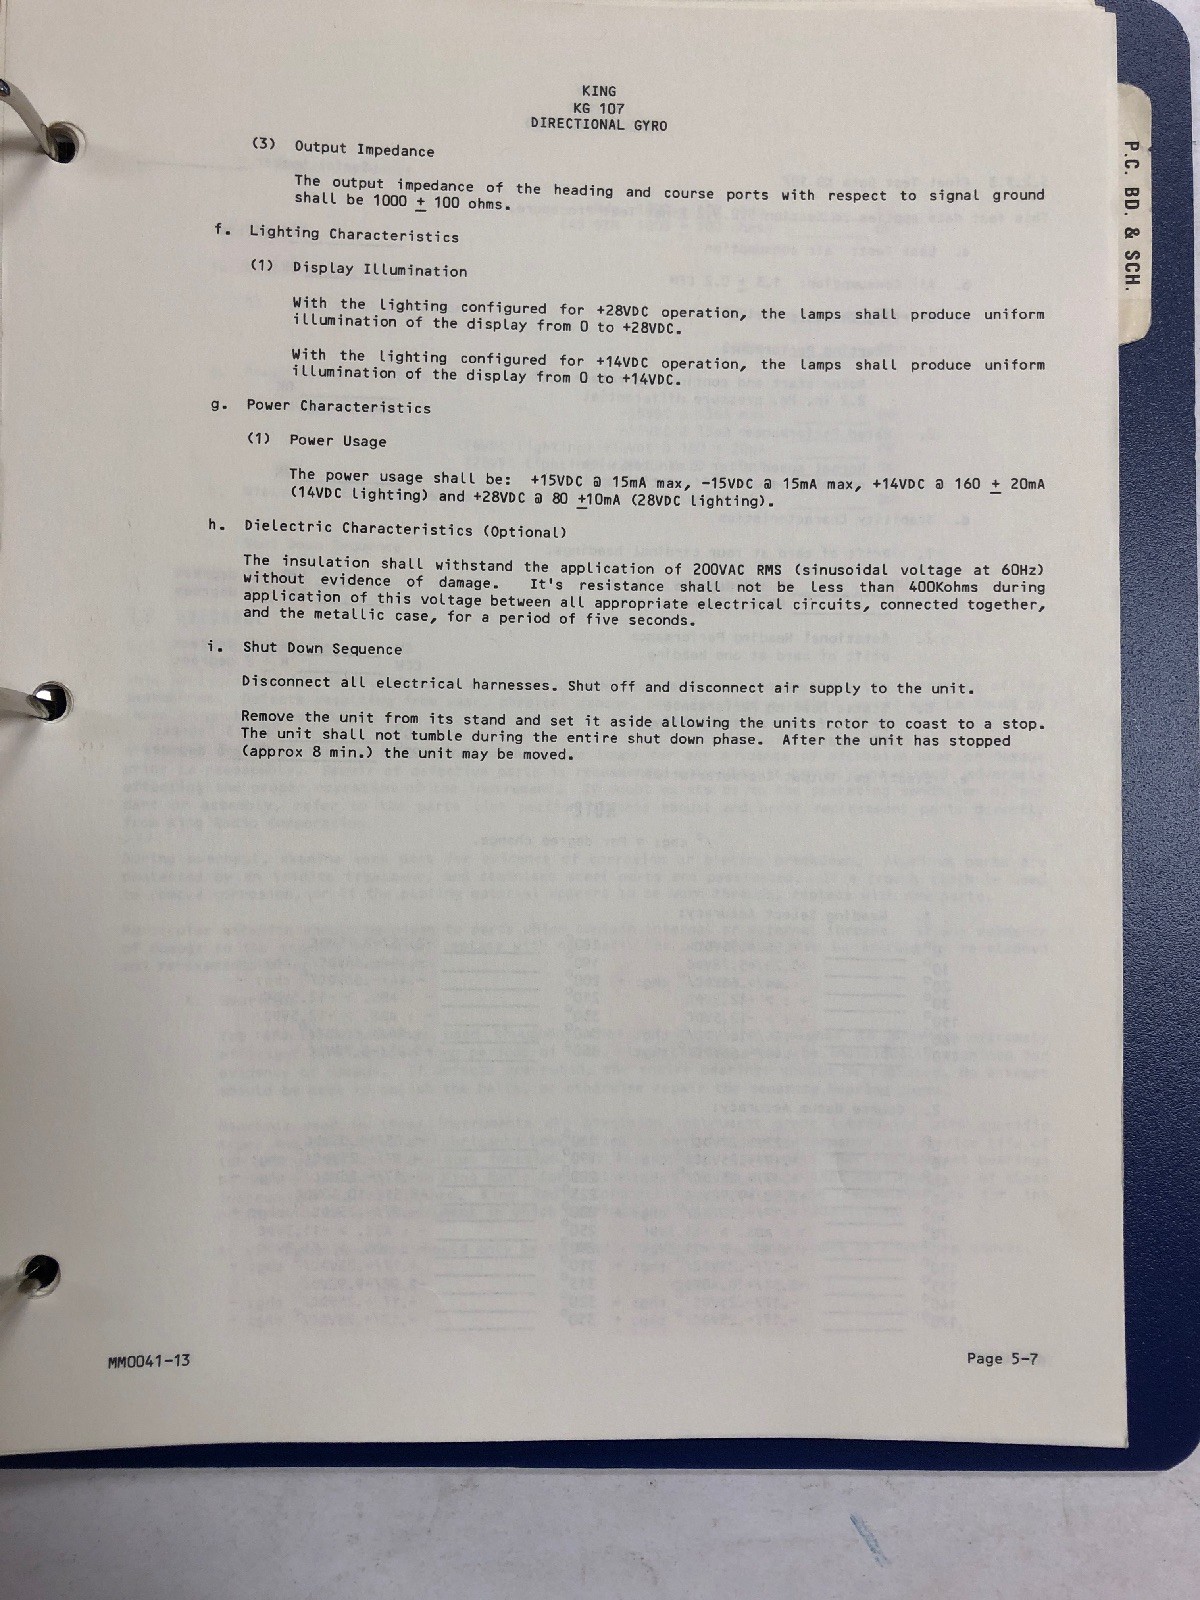 KING
KG 107
DIRECTIONAL GYRO
(3) Output Impedance
The output impedance of the heading and course ports with respect to signal ground
shall be 1000 ± 100 ohms.
f. Lighting Characteristics
(1) Display Illumination
With the lighting configured for +28VDC operation, the lamps shall produce uniform
illumination of the display from 0 to +28VDC.
With the lighting configured for +14VDC operation, the lamps shall produce uniform
illumination of the display from 0 to +14VDC.
g. Power Characteristics
(1) Power Usage
The power usage shall be: +15VDC @ 15mA max, -15VDC @ 15mA max, +14VDC @ 160 ± 20mA
(14VDC lighting) and +28VDC @ 80 ±10mA (28VDC lighting).
h. Dielectric Characteristics (Optional)
The insulation shall withstand the application of 200VAC RMS (sinusoidal voltage at 60Hz)
without evidence of damage. It's resistance shall not be less than 400Kohms during
application of this voltage between all appropriate electrical circuits, connected together,
and the metallic case, for a period of five seconds.
i. Shut Down Sequence
Disconnect all electrical harnesses. Shut off and disconnect air supply to the unit.
Remove the unit from its stand and set it aside allowing the units rotor to coast to a stop.
The unit shall not tumble during the entire shut down phase. After the unit has stopped
(approx 8 min.) the unit may be moved.
MM0041-13
Page 5-7
P.C. BD. & SCH.